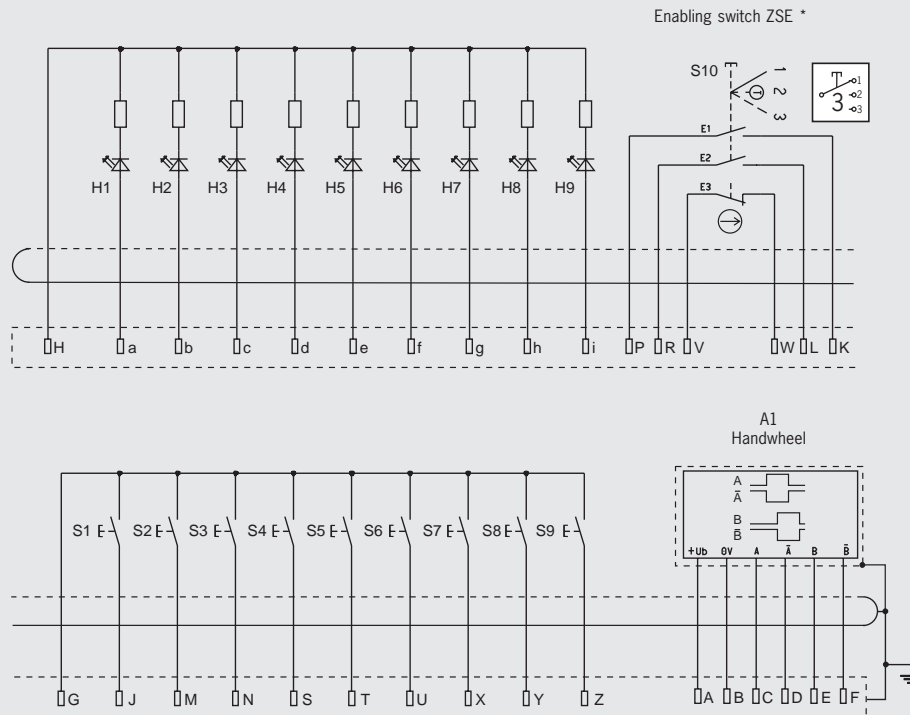 Enabling switch ZSE *
S10
1
2
3
3
1
2
3
E1
E2
E3
H1 H2 H3 H4 H5 H6 H7 H8 H9
H a b c d e f g h i P R V W L K
A1
Handwheel
A
Ā
B
B̄
S1 S2 S3 S4 S5 S6 S7 S8 S9
+Ub 0V A Ā B B̄
G J M N S T U X Y Z A B C D E F